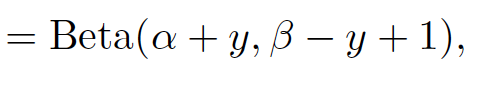 = Beta(α + y, β − y + 1),